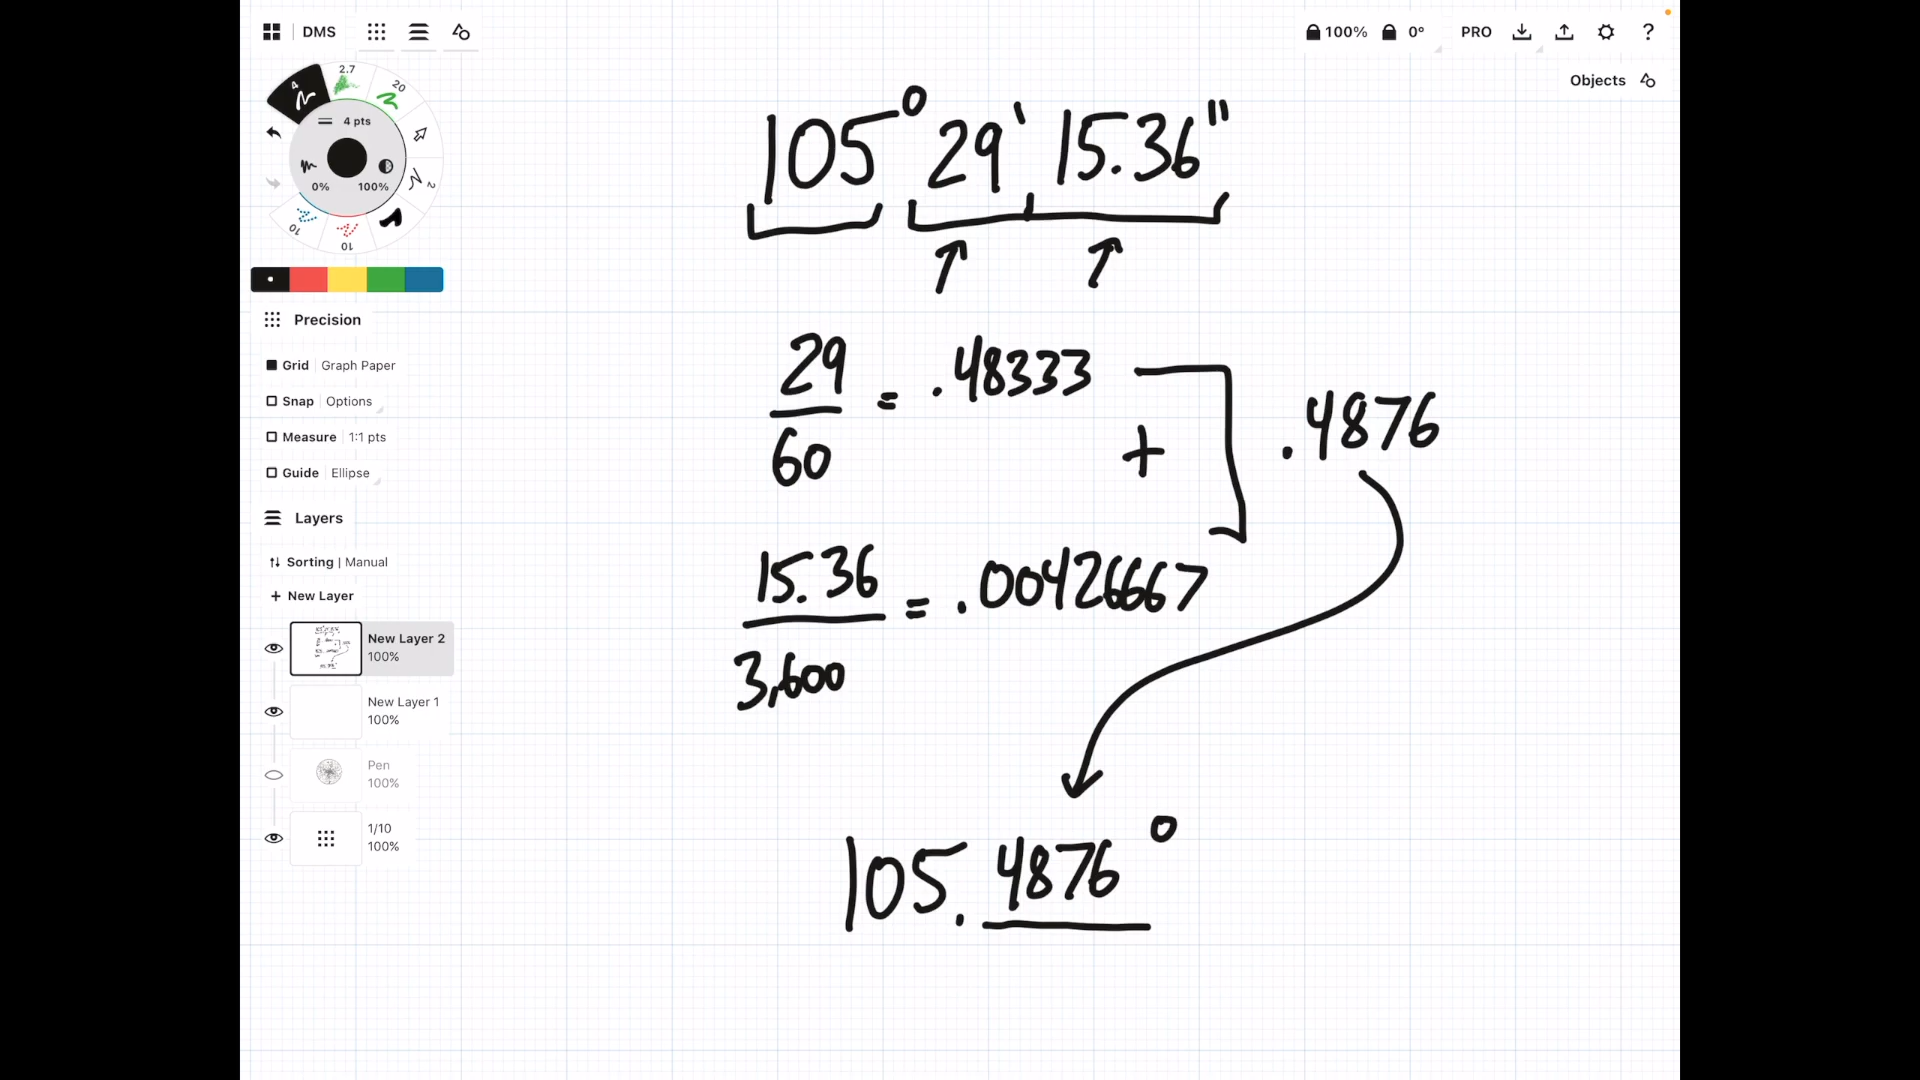 DMS
100% 0° PRO ?
Objects
4 2.7 20
4 pts
0% 100%
2
10 10
Precision
Grid | Graph Paper
Snap | Options
Measure | 1:1 pts
Guide | Ellipse
Layers
Sorting | Manual
+ New Layer
New Layer 2
100%
New Layer 1
100%
Pen
100%
1/10
100%
105° 29' 15.36"
29
60
= .48333
+
.4876
15.36
3,600
= .00426667
105.4876°